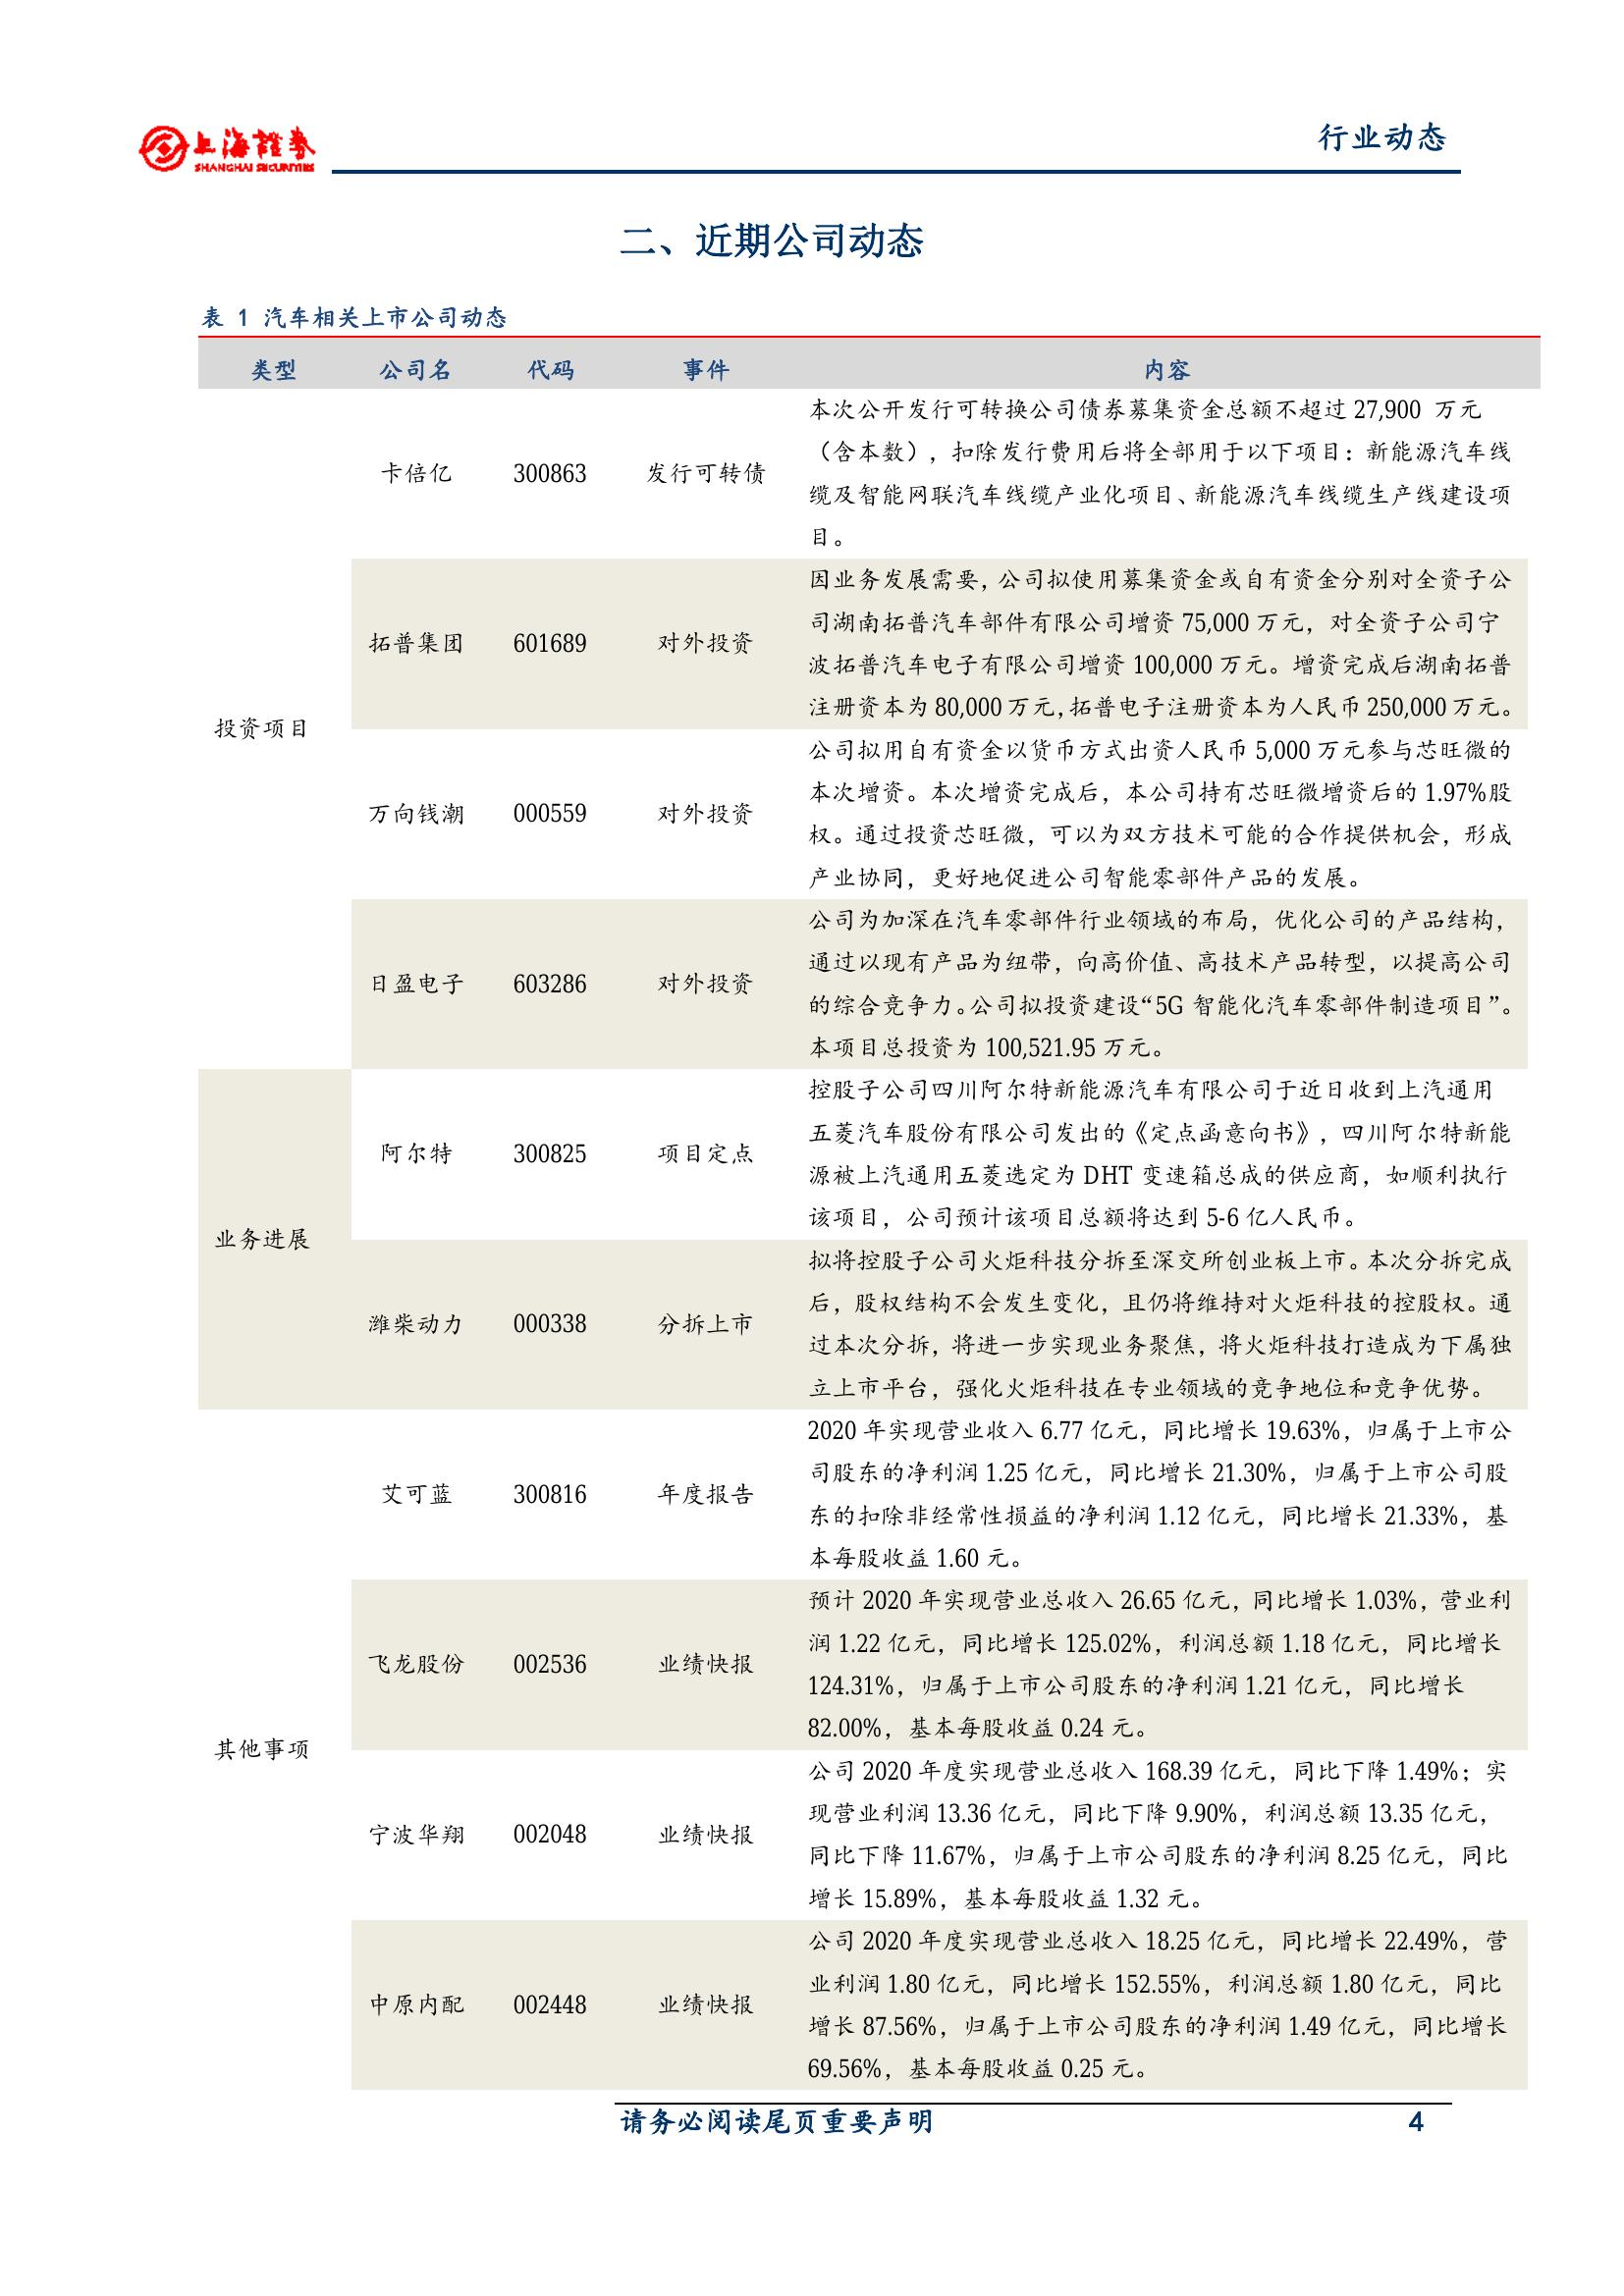 上海證券
SHANGHAI SECURITIES
行业动态
二、近期公司动态
表 1 汽车相关上市公司动态
类型 公司名 代码 事件 内容
投资项目
卡倍亿 300863 发行可转债
本次公开发行可转换公司债券募集资金总额不超过 27,900 万元
（含本数），扣除发行费用后将全部用于以下项目：新能源汽车线
缆及智能网联汽车线缆产业化项目、新能源汽车线缆生产线建设项
目。
拓普集团 601689 对外投资
因业务发展需要，公司拟使用募集资金或自有资金分别对全资子公
司湖南拓普汽车部件有限公司增资 75,000 万元，对全资子公司宁
波拓普汽车电子有限公司增资 100,000 万元。增资完成后湖南拓普
注册资本为 80,000 万元，拓普电子注册资本为人民币 250,000 万元。
万向钱潮 000559 对外投资
公司拟用自有资金以货币方式出资人民币 5,000 万元参与芯旺微的
本次增资。本次增资完成后，本公司持有芯旺微增资后的 1.97%股
权。通过投资芯旺微，可以为双方技术可能的合作提供机会，形成
产业协同，更好地促进公司智能零部件产品的发展。
日盈电子 603286 对外投资
公司为加深在汽车零部件行业领域的布局，优化公司的产品结构，
通过以现有产品为纽带，向高价值、高技术产品转型，以提高公司
的综合竞争力。公司拟投资建设“5G 智能化汽车零部件制造项目”。
本项目总投资为 100,521.95 万元。
业务进展
阿尔特 300825 项目定点
控股子公司四川阿尔特新能源汽车有限公司于近日收到上汽通用
五菱汽车股份有限公司发出的《定点函意向书》，四川阿尔特新能
源被上汽通用五菱选定为 DHT 变速箱总成的供应商，如顺利执行
该项目，公司预计该项目总额将达到 5-6 亿人民币。
潍柴动力 000338 分拆上市
拟将控股子公司火炬科技分拆至深交所创业板上市。本次分拆完成
后，股权结构不会发生变化，且仍将维持对火炬科技的控股权。通
过本次分拆，将进一步实现业务聚焦，将火炬科技打造成为下属独
立上市平台，强化火炬科技在专业领域的竞争地位和竞争优势。
其他事项
艾可蓝 300816 年度报告
2020 年实现营业收入 6.77 亿元，同比增长 19.63%，归属于上市公
司股东的净利润 1.25 亿元，同比增长 21.30%，归属于上市公司股
东的扣除非经常性损益的净利润 1.12 亿元，同比增长 21.33%，基
本每股收益 1.60 元。
飞龙股份 002536 业绩快报
预计 2020 年实现营业总收入 26.65 亿元，同比增长 1.03%，营业利
润 1.22 亿元，同比增长 125.02%，利润总额 1.18 亿元，同比增长
124.31%，归属于上市公司股东的净利润 1.21 亿元，同比增长
82.00%，基本每股收益 0.24 元。
宁波华翔 002048 业绩快报
公司 2020 年度实现营业总收入 168.39 亿元，同比下降 1.49%；实
现营业利润 13.36 亿元，同比下降 9.90%，利润总额 13.35 亿元，
同比下降 11.67%，归属于上市公司股东的净利润 8.25 亿元，同比
增长 15.89%，基本每股收益 1.32 元。
中原内配 002448 业绩快报
公司 2020 年度实现营业总收入 18.25 亿元，同比增长 22.49%，营
业利润 1.80 亿元，同比增长 152.55%，利润总额 1.80 亿元，同比
增长 87.56%，归属于上市公司股东的净利润 1.49 亿元，同比增长
69.56%，基本每股收益 0.25 元。
请务必阅读尾页重要声明 4